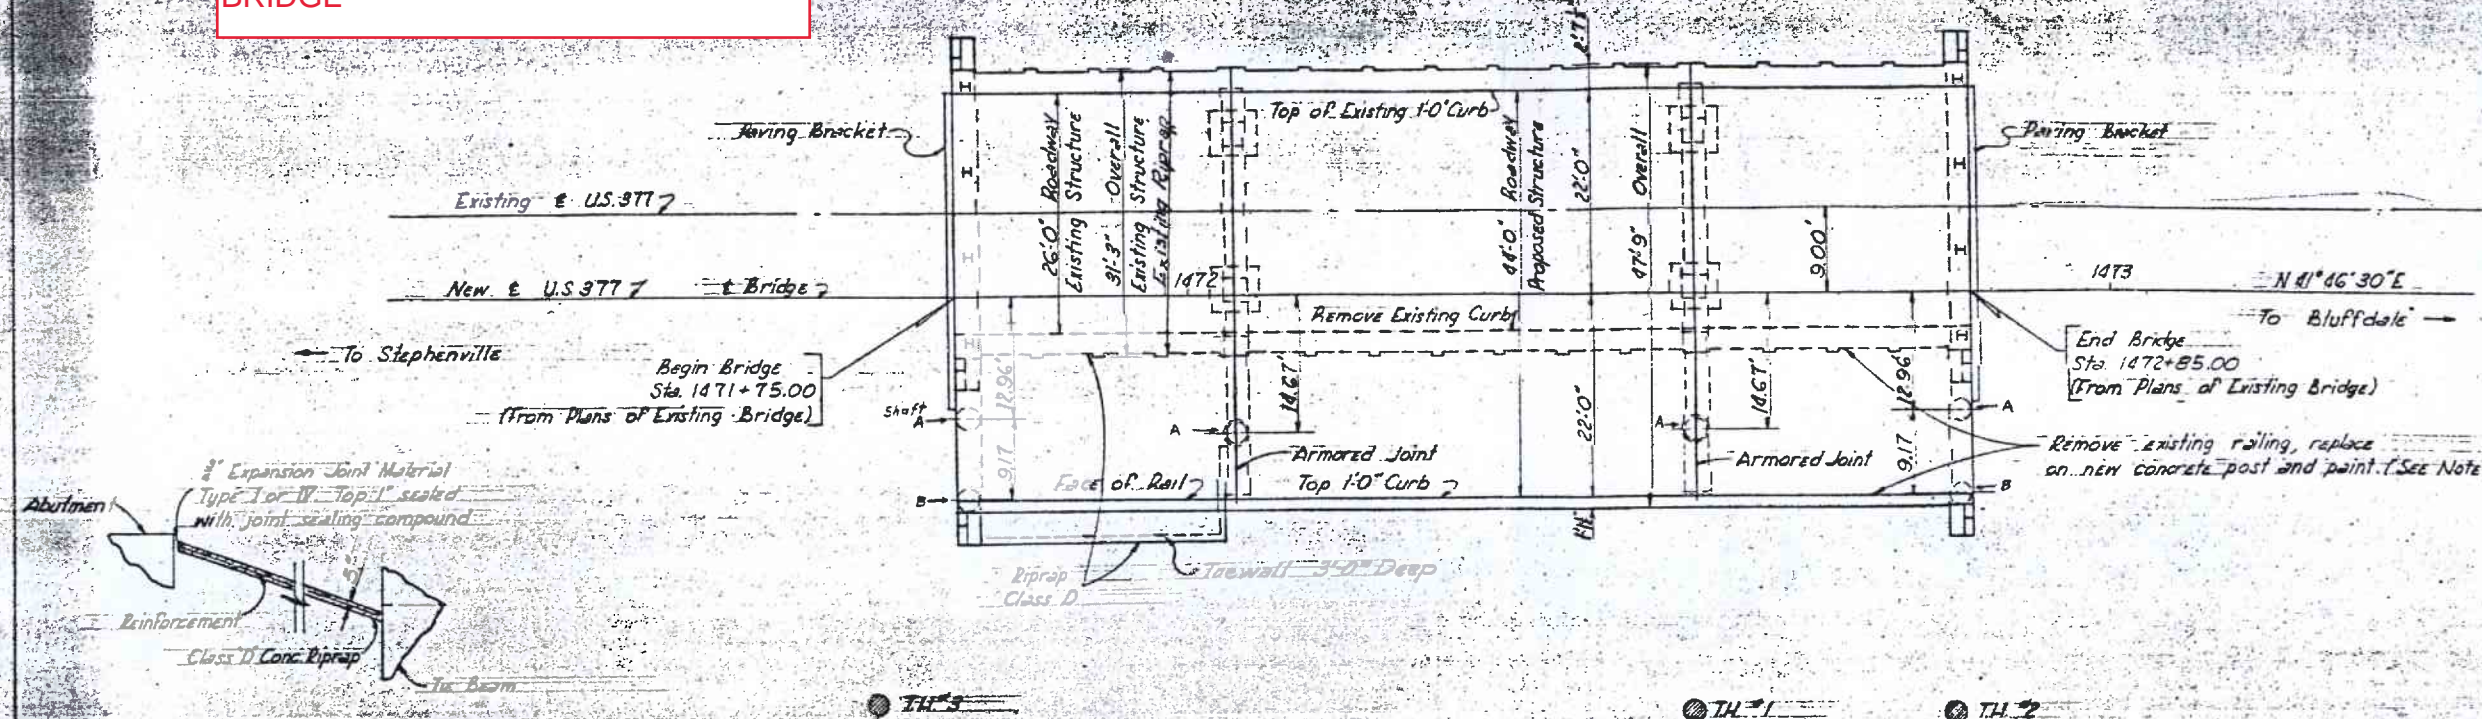 BRIDGE
2'-7"
Paving Bracket
Top of Existing 1'-0" Curb
Paving Bracket
26'-0" Roadway
Existing Structure
31'-3" Overall
Existing Structure
Existing Riprap
44'-0" Roadway
Proposed Structure
22'-0"
47'-9" Overall
9.00'
Existing ℄ U.S. 377
New ℄ U.S. 377
℄ Bridge
1472
1473
N 41° 46' 30" E
To Bluffdale
Remove Existing Curb
To Stephenville
Begin Bridge
Sta. 1471+75.00
(From Plans of Existing Bridge)
End Bridge
Sta. 1472+85.00
(From Plans of Existing Bridge)
12.96'
9.17
14.67'
14.67'
22'-0"
12.96'
9.17
Shaft
A
A
A
A
B
B
Armored Joint
Armored Joint
Face of Rail
Top 1'-0" Curb
Remove existing railing, replace
on new concrete post and paint. (See Note
Riprap
Class D
Toewall 3'-0" Deep
Abutment
Expansion Joint Material
Type I or IV. Top 1" sealed
with joint sealing compound
5"
Reinforcement
Class D Conc. Riprap
Tie Beam
T.H. #3
T.H. #1
T.H. #2